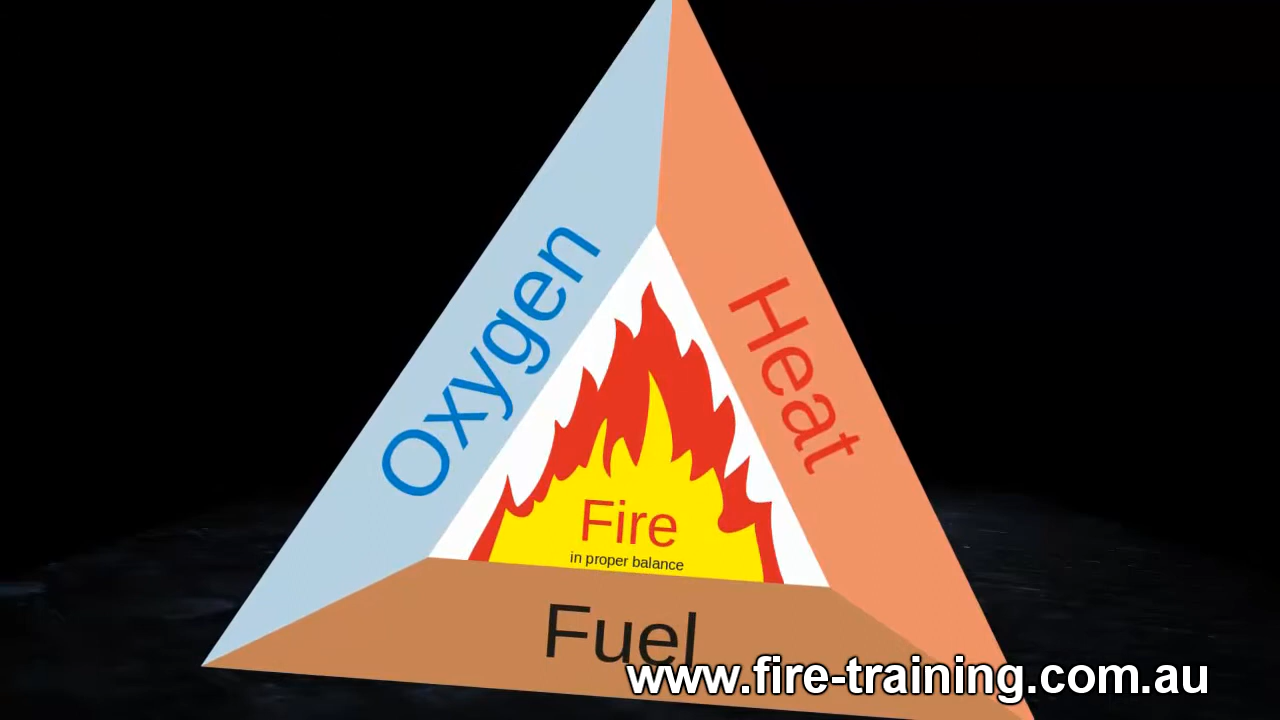 Oxygen
Heat
Fire
in proper balance
Fuel
www.fire-training.com.au